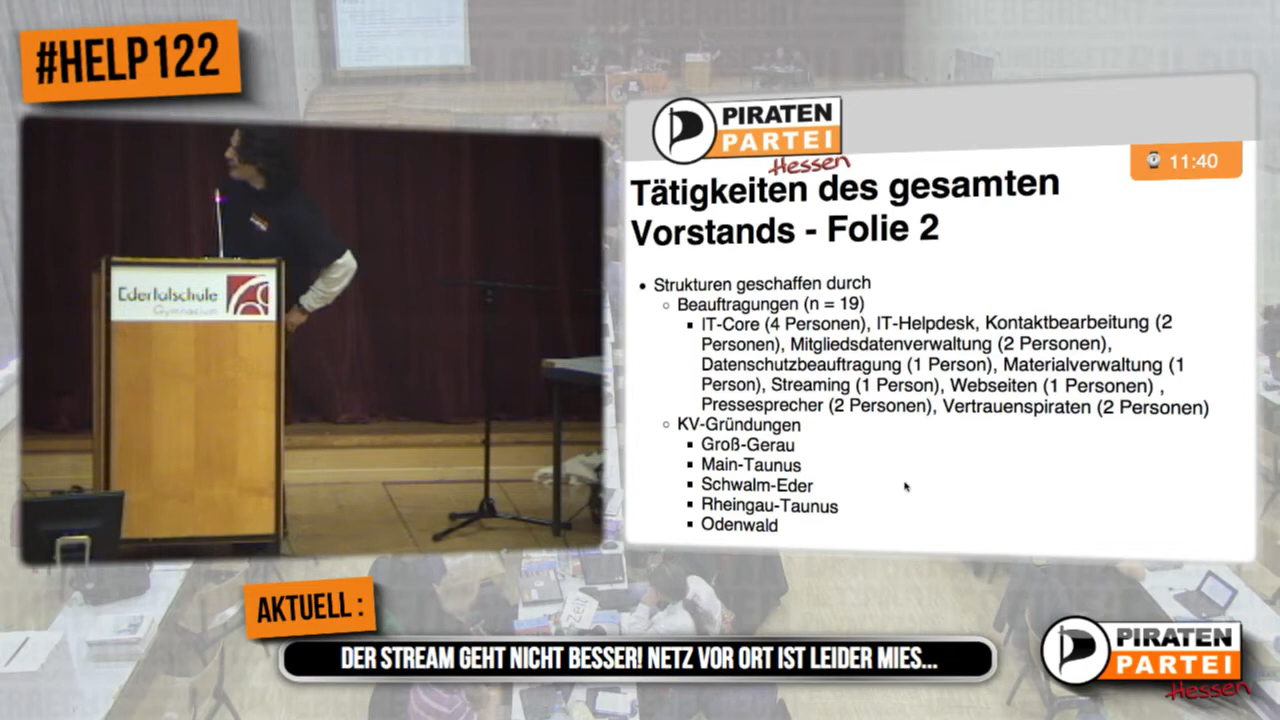 #HELP122
PIRATEN
PARTEI
Hessen
11:40
Tätigkeiten des gesamten
Vorstands - Folie 2
Strukturen geschaffen durch
Beauftragungen (n = 19)
IT-Core (4 Personen), IT-Helpdesk, Kontaktbearbeitung (2
Personen), Mitgliedsdatenverwaltung (2 Personen),
Datenschutzbeauftragung (1 Person), Materialverwaltung (1
Person), Streaming (1 Person), Webseiten (1 Personen) ,
Pressesprecher (2 Personen), Vertrauenspiraten (2 Personen)
KV-Gründungen
Groß-Gerau
Main-Taunus
Schwalm-Eder
Rheingau-Taunus
Odenwald
Edertalschule
Gymnasium
Zeit
AKTUELL :
DER STREAM GEHT NICHT BESSER! NETZ VOR ORT IST LEIDER MIES...
PIRATEN
PARTEI
Hessen